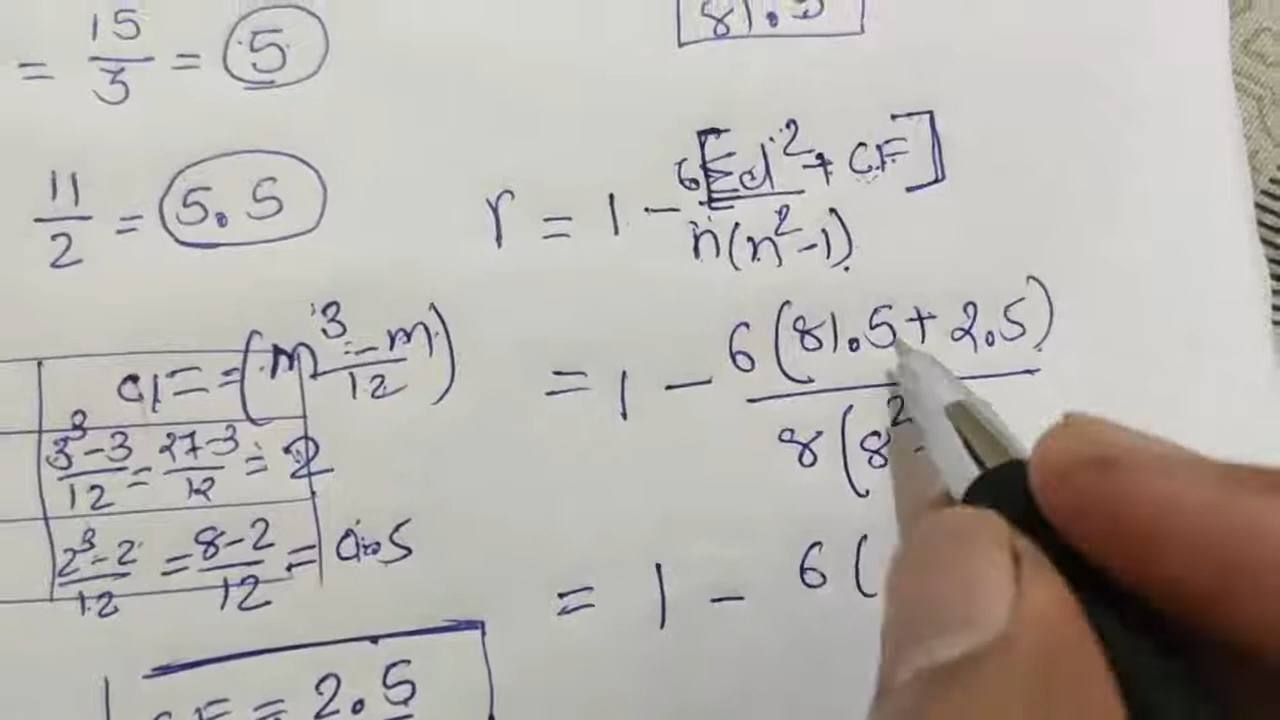 = 15/3 = 5
81.5
11/2 = 5.5
r = 1 - 6[Σd²+ CF] / n(n²-1)
CF = (m³-m / 12)
= 1 - 6(81.5+ 2.5) / 8(8²-
3³-3/12 = 27-3/12 = 2
2³-2/12 = 8-2/12 = 0.5
= 1 - 6(
CF = 2.5